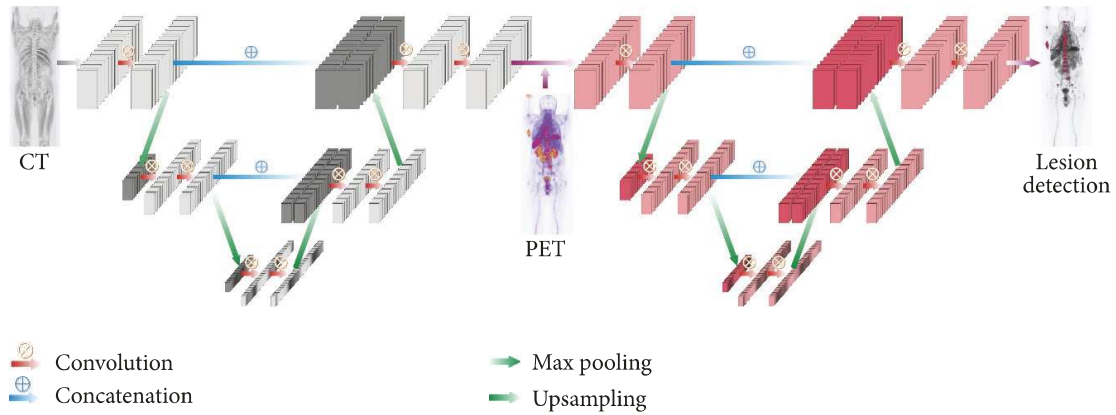 CT
PET
Lesion
detection
Convolution
Concatenation
Max pooling
Upsampling